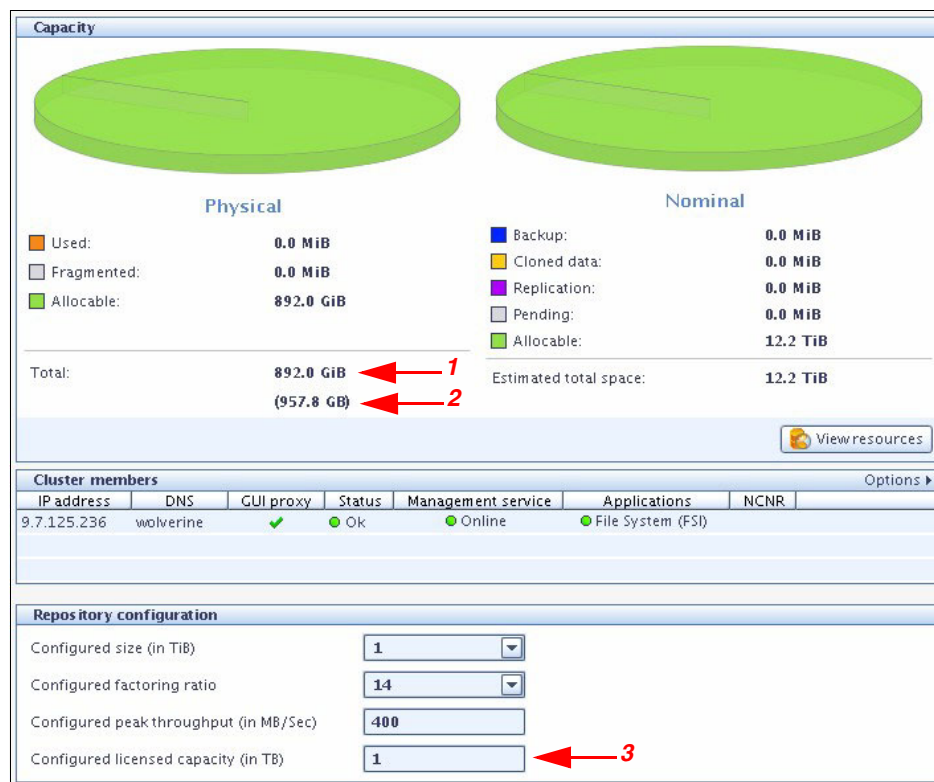 Capacity
Physical
Used: 0.0 MiB
Fragmented: 0.0 MiB
Allocable: 892.0 GiB
Total: 892.0 GiB 1
(957.8 GB) 2
Nominal
Backup: 0.0 MiB
Cloned data: 0.0 MiB
Replication: 0.0 MiB
Pending: 0.0 MiB
Allocable: 12.2 TiB
Estimated total space: 12.2 TiB
View resources
Cluster members Options
IP address DNS GUI proxy Status Management service Applications NCNR
9.7.125.236 wolverine Ok Online File System (FSI)
Repository configuration
Configured size (in TiB) 1
Configured factoring ratio 14
Configured peak throughput (in MB/Sec) 400
Configured licensed capacity (in TB) 1 3